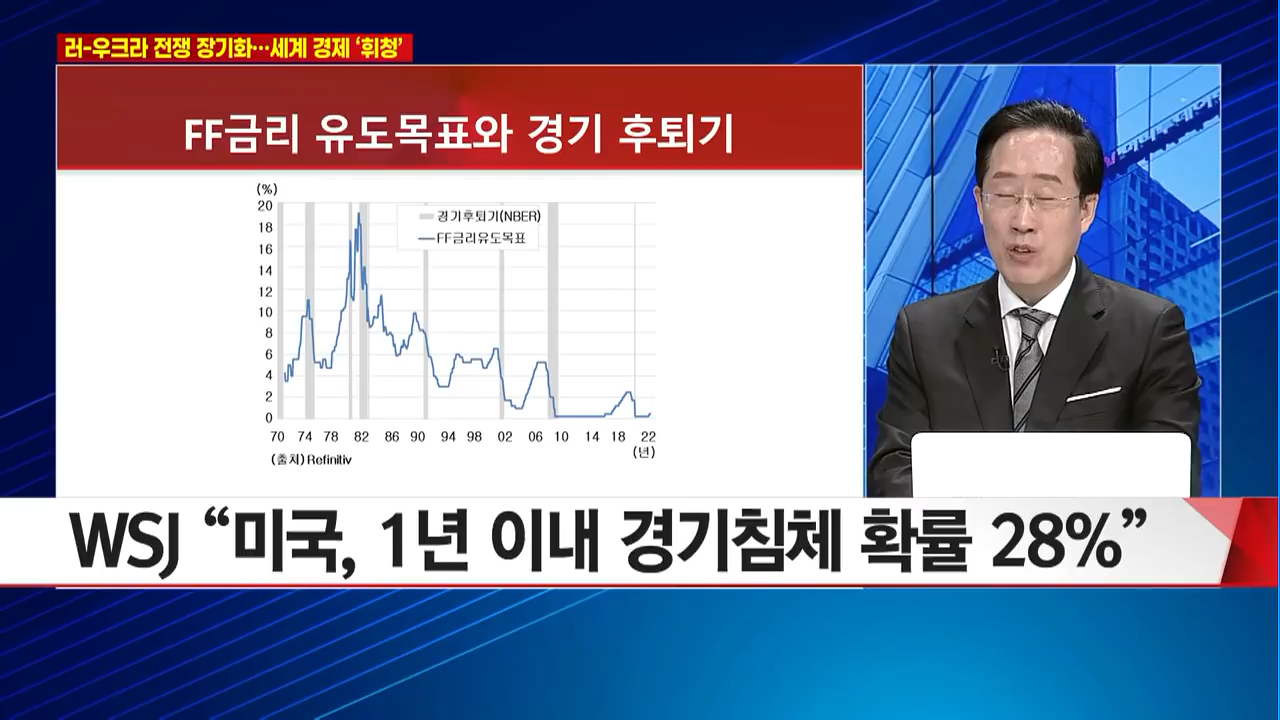 러-우크라 전쟁 장기화…세계 경제 ‘휘청’
FF금리 유도목표와 경기 후퇴기
(%)
20
18
16
14
12
10
8
6
4
2
0
경기후퇴기(NBER)
FF금리유도목표
70 74 78 82 86 90 94 98 02 06 10 14 18 22
(년)
(출처)Refinitiv
WSJ “미국, 1년 이내 경기침체 확률 28%”